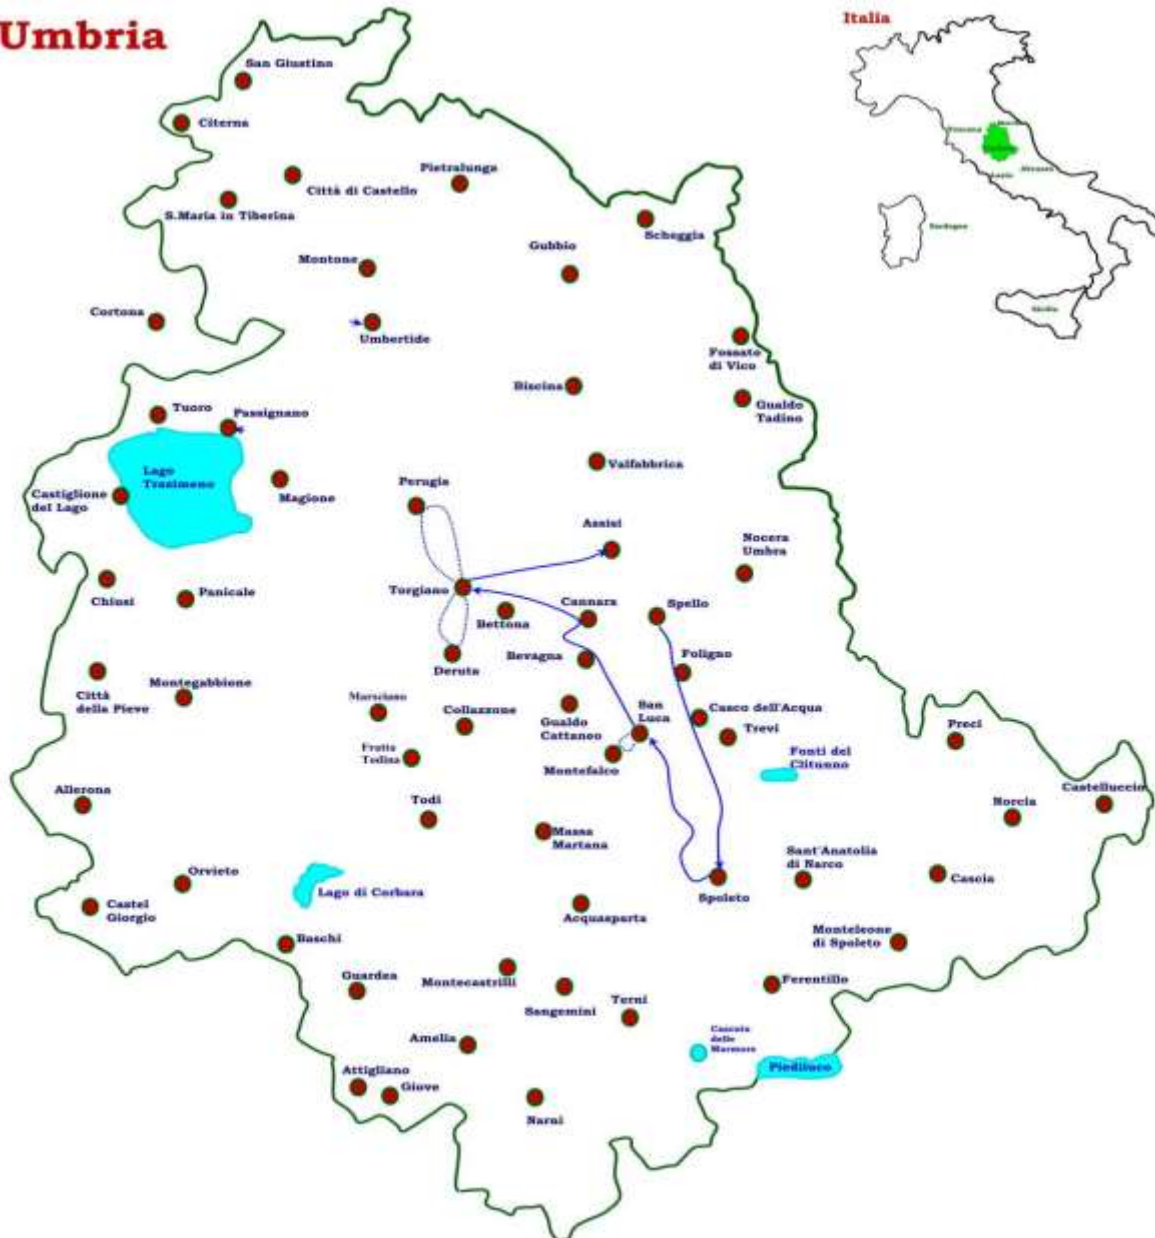 Umbria
Italia
San Giustino
Citerna
Città di Castello
Pietralunga
S.Maria in Tiberina
Scheggia
Gubbio
Montone
Cortona
Umbertide
Fossato
di Vico
Biscina
Gualdo
Tadino
Tuoro
Passignano
Lago
Trasimeno
Valfabbrica
Castiglione
del Lago
Magione
Perugia
Assisi
Nocera
Umbra
Chiusi
Panicale
Torgiano
Bettona
Cannara
Spello
Deruta
Bevagna
Foligno
Città
della Pieve
Montegabbione
Marsciano
Collazzone
Gualdo
Cattaneo
San
Luca
Casco dell'Acqua
Trevi
Preci
Fratta
Todina
Montefalco
Fonti del
Clitunno
Allerona
Todi
Massa
Martana
Norcia
Castelluccio
Orvieto
Lago di Corbara
Sant'Anatolia
di Narco
Cascia
Castel
Giorgio
Acquasparta
Spoleto
Baschi
Monteleone
di Spoleto
Guardea
Montecastrilli
Sangemini
Terni
Ferentillo
Amelia
Cascata
delle
Marmore
Piediluco
Attigliano
Giove
Narni
Toscana
Lazio
Abruzzo
Sardegna
Sicilia